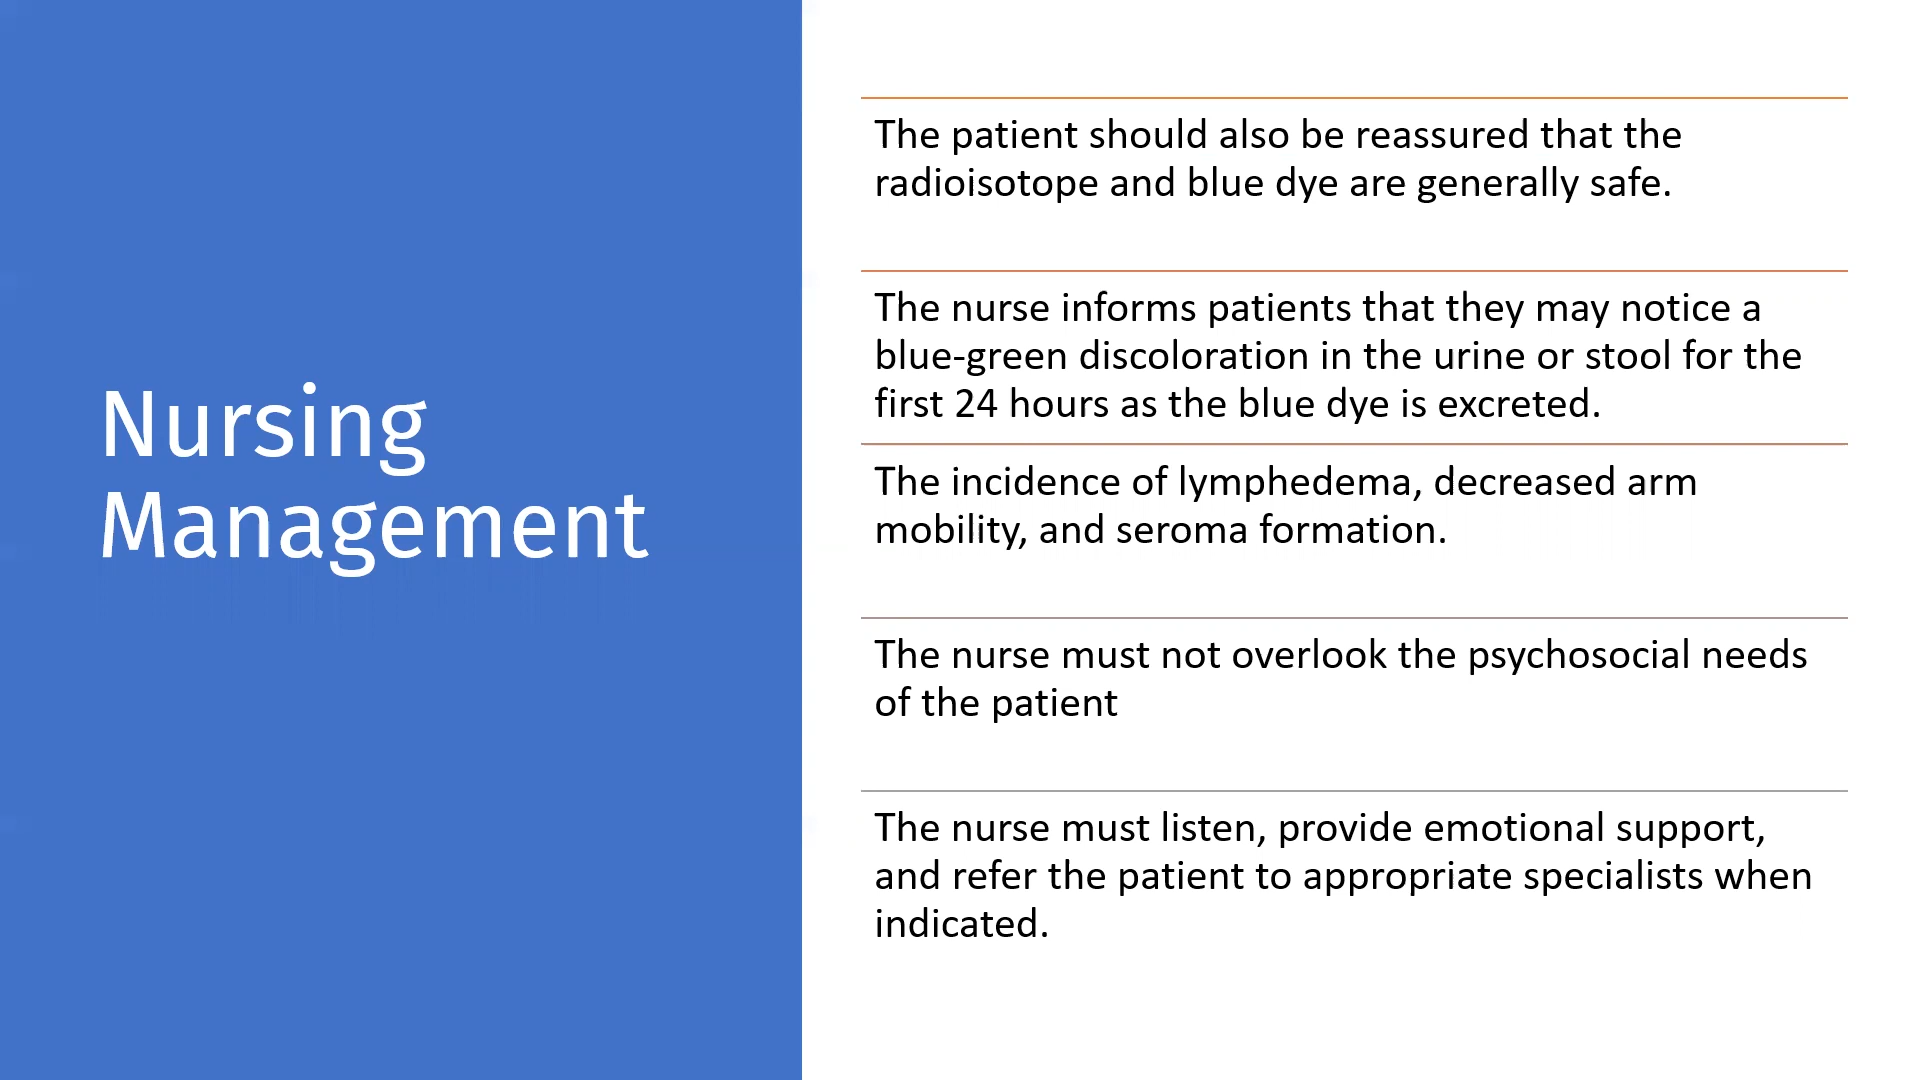 Nursing
Management
The patient should also be reassured that the
radioisotope and blue dye are generally safe.
The nurse informs patients that they may notice a
blue-green discoloration in the urine or stool for the
first 24 hours as the blue dye is excreted.
The incidence of lymphedema, decreased arm
mobility, and seroma formation.
The nurse must not overlook the psychosocial needs
of the patient
The nurse must listen, provide emotional support,
and refer the patient to appropriate specialists when
indicated.